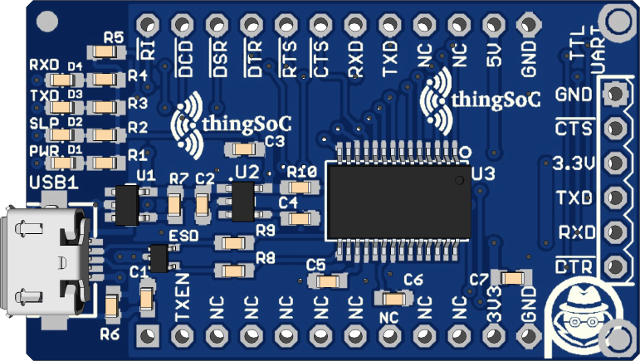 R5
RI
DCD
DSR
DTR
RTS
CTS
RXD
TXD
NC
NC
5V
GND
TTL
UART
RXD D4 R4
TXD D3 R3
SLP D2 R2
PWR D1 R1
thingSoC
thingSoC
C3
USB1
U1
R7
C2
U2
R10
C4
U3
GND
CTS
3.3V
TXD
RXD
DTR
ESD
R9
R8
C1
R6
C5
C6
C7
TXEN
NC
NC
NC
NC
NC
NC
NC
NC
3V3
GND